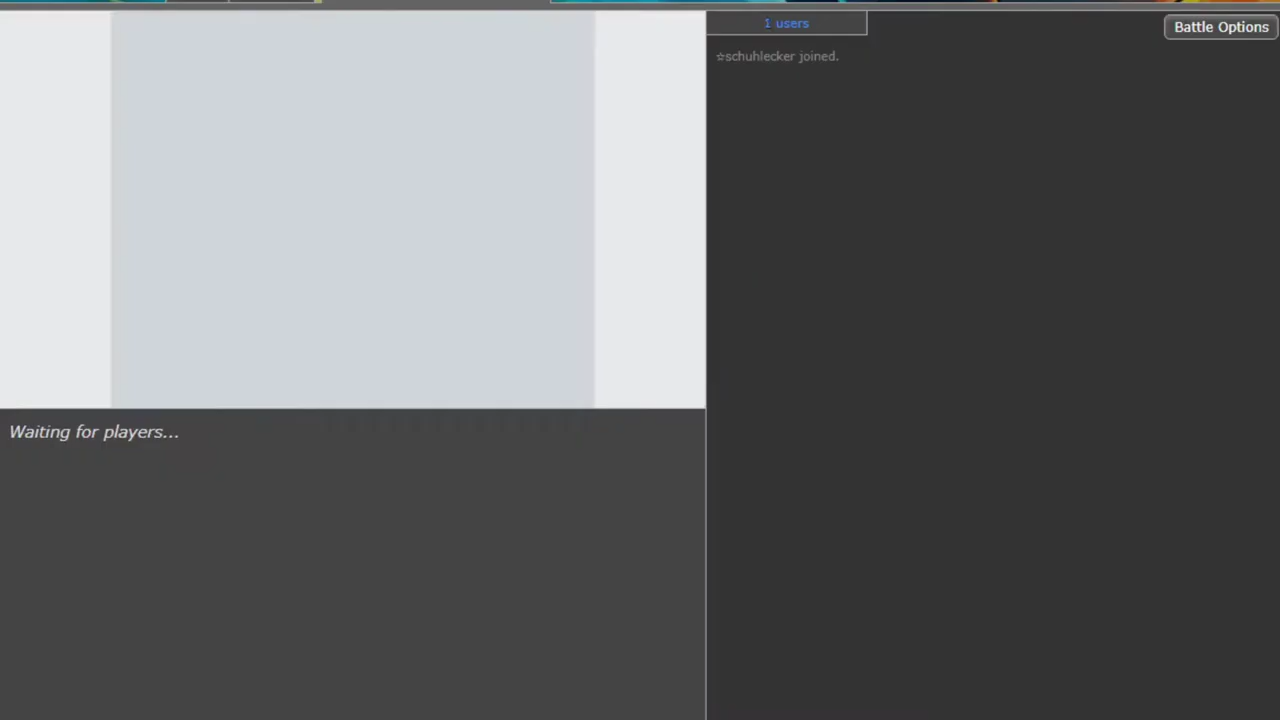 1 users
Battle Options
☆schuhlecker joined.
Waiting for players...